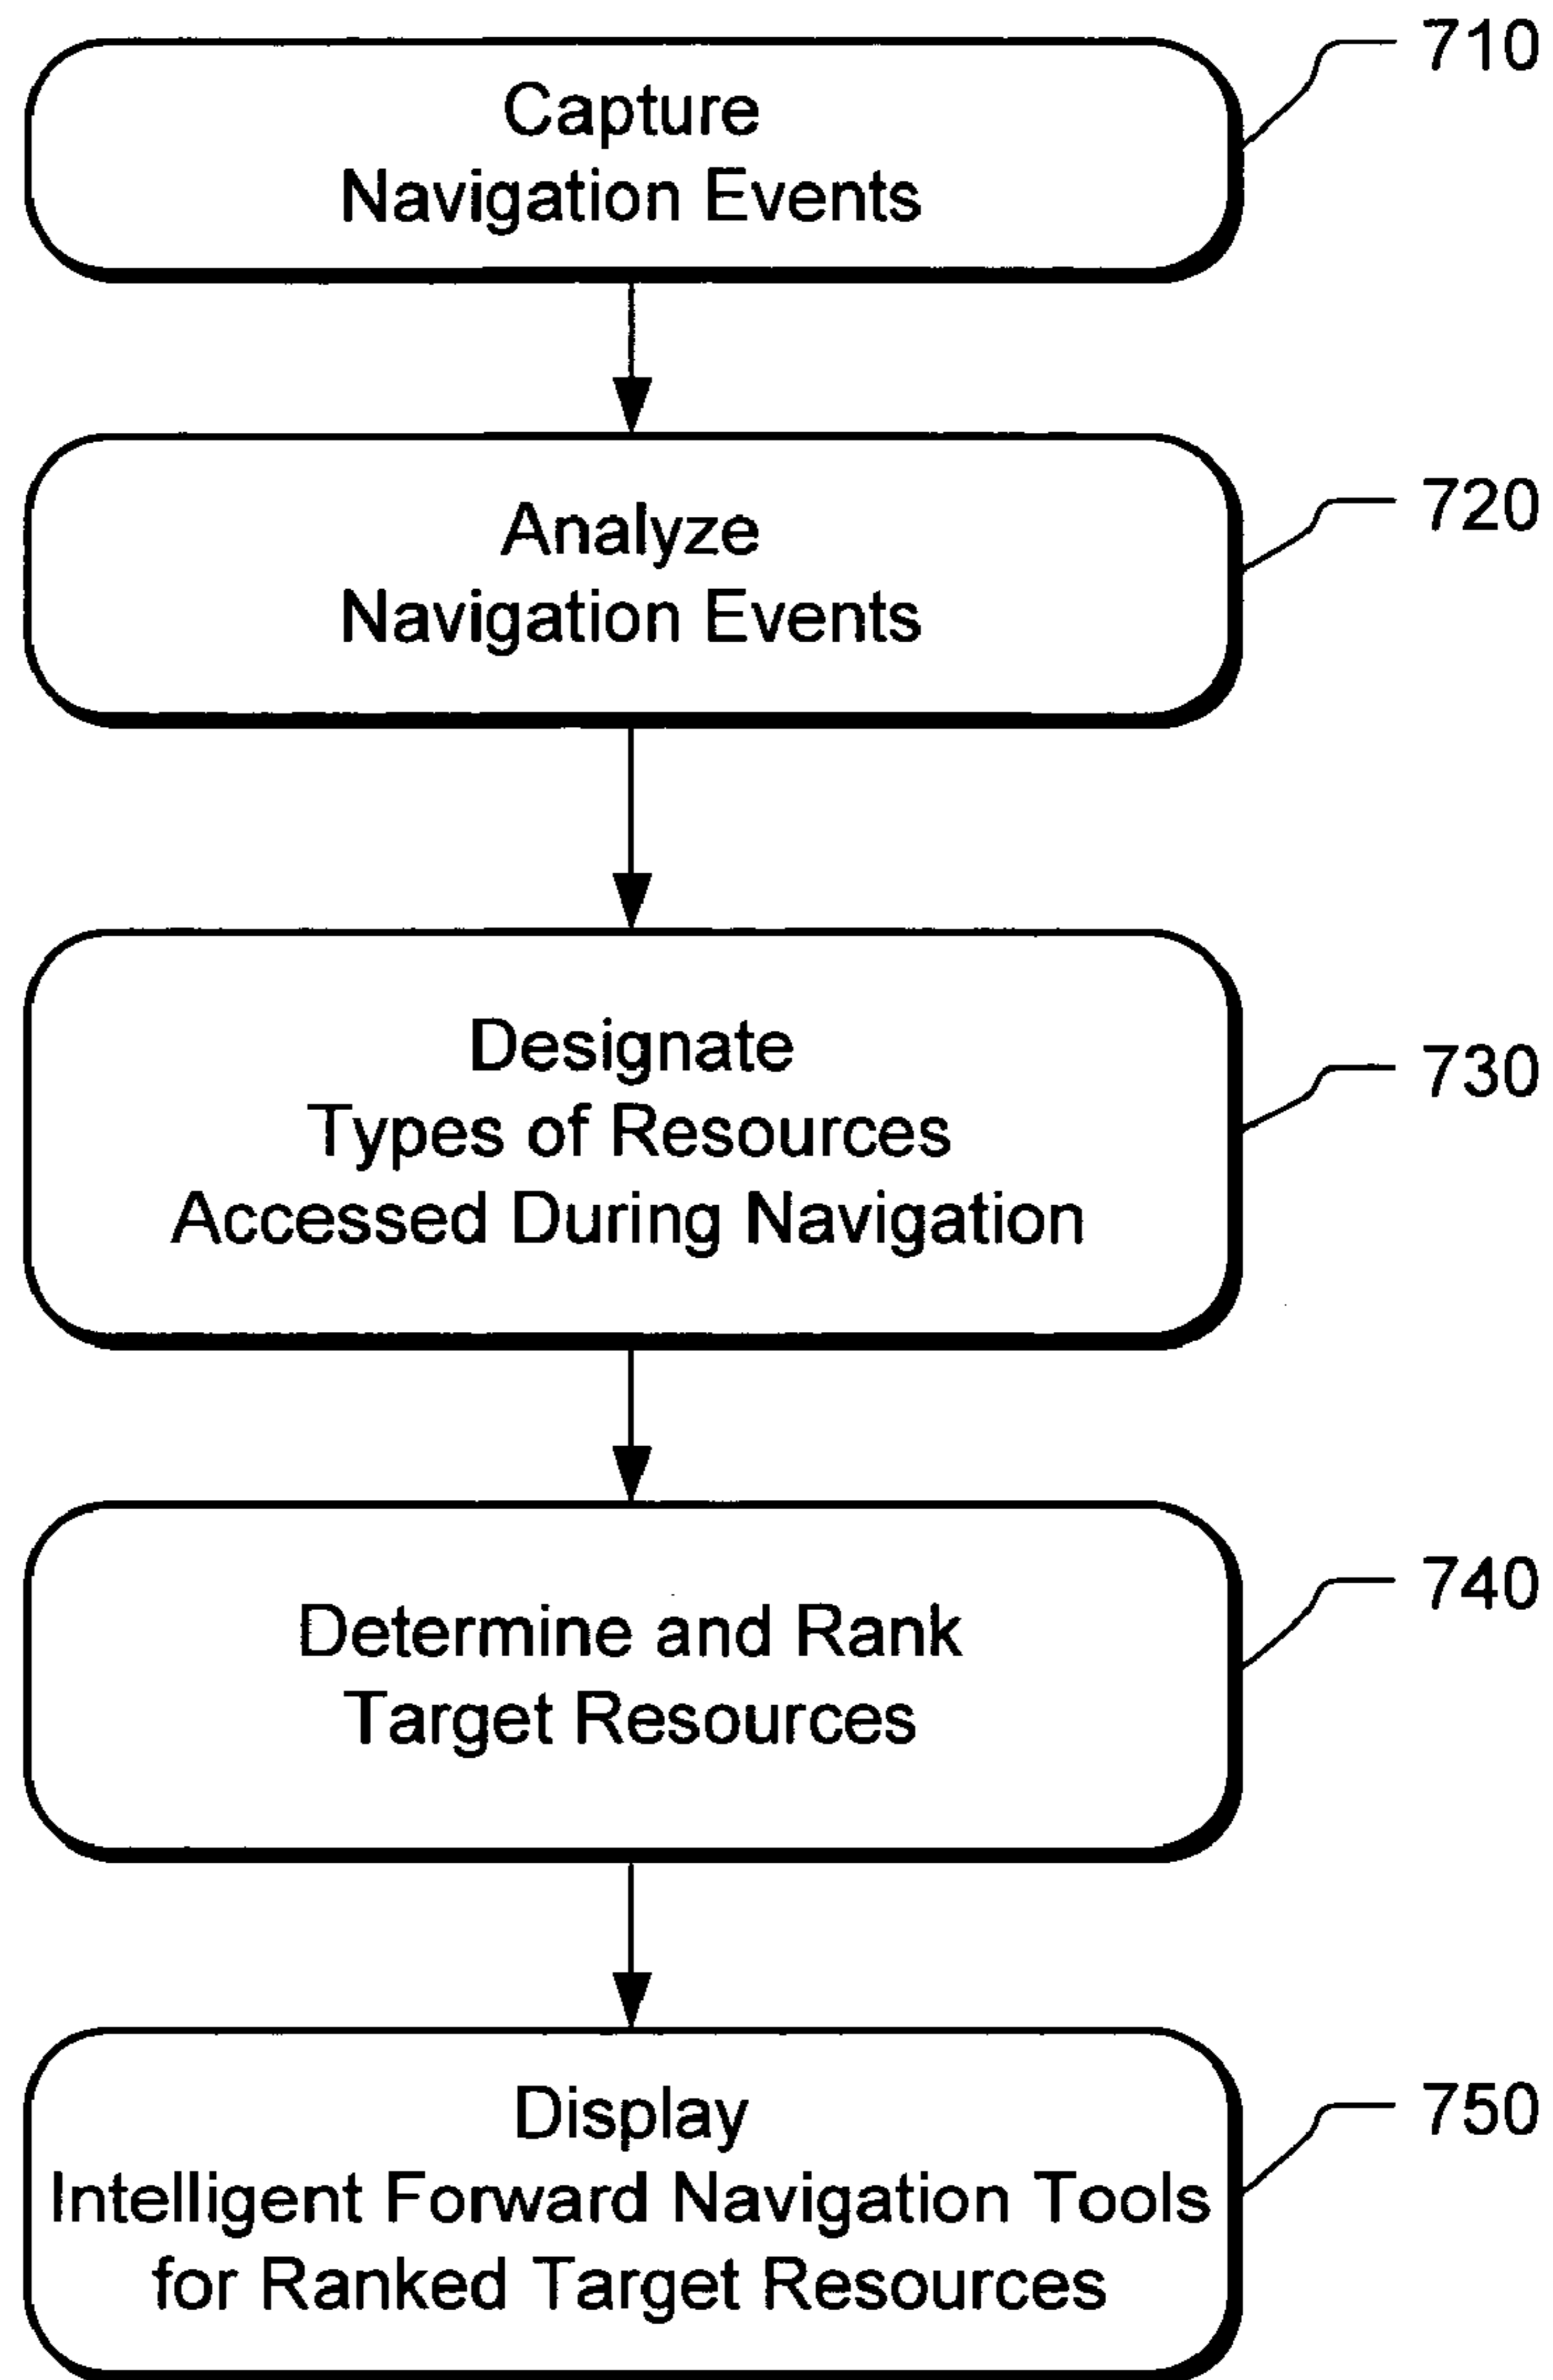 710
Capture
Navigation Events
720
Analyze
Navigation Events
730
Designate
Types of Resources
Accessed During Navigation
740
Determine and Rank
Target Resources
750
Display
Intelligent Forward Navigation Tools
for Ranked Target Resources